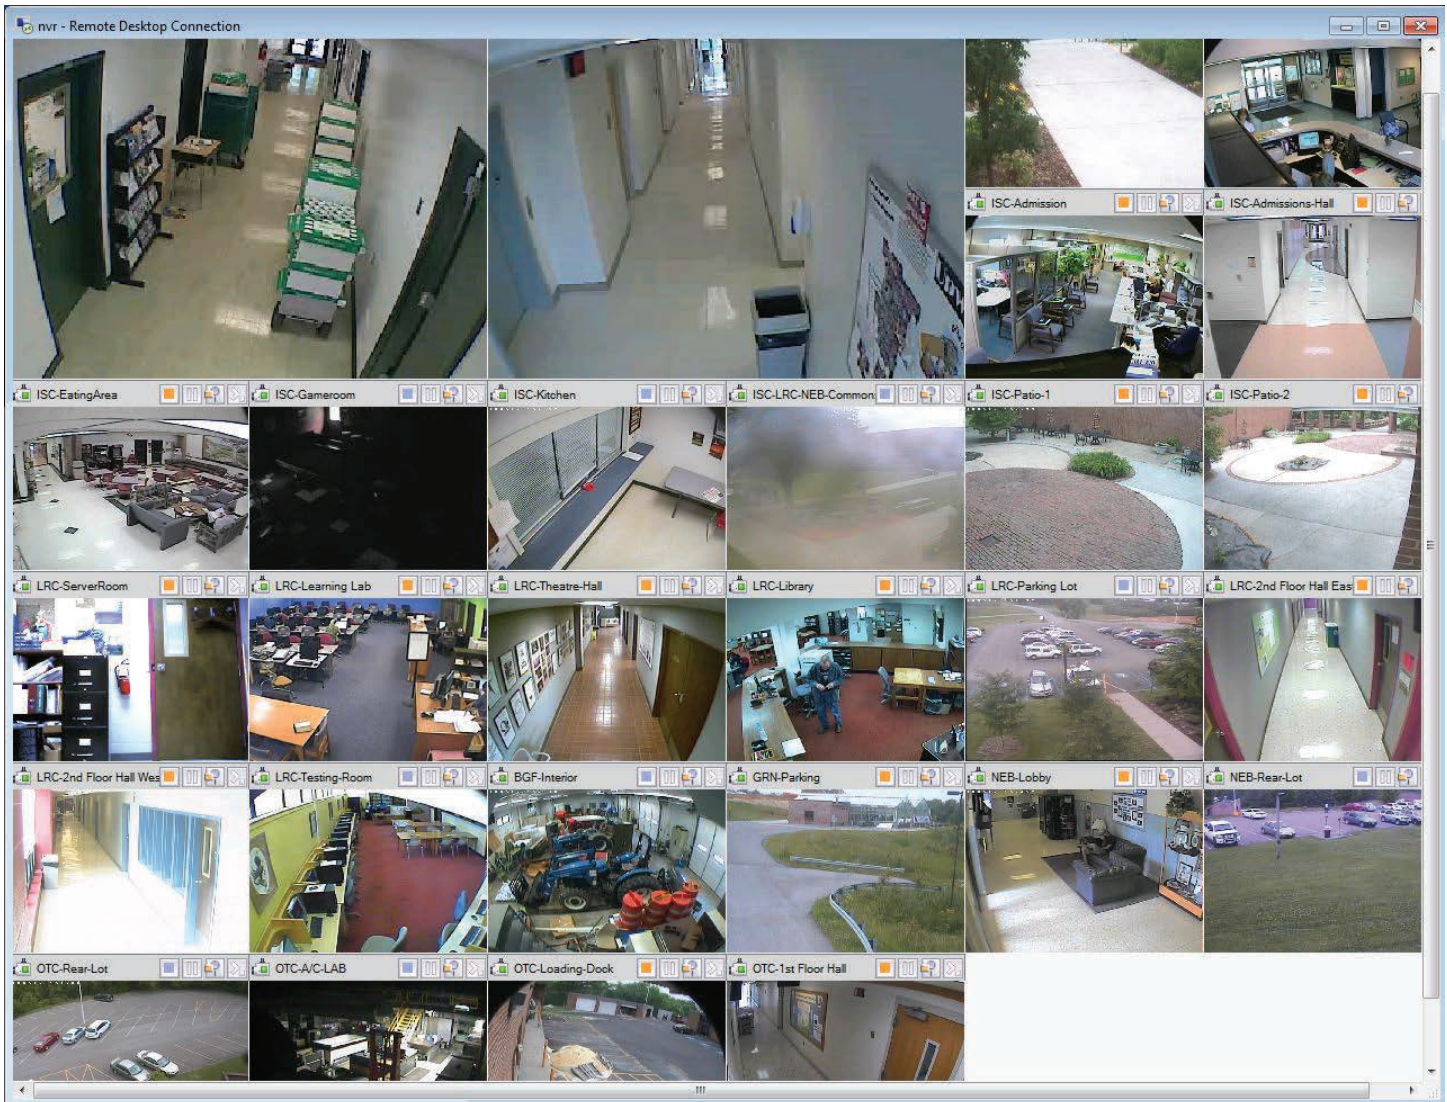 nvr - Remote Desktop Connection
ISC-Admission
ISC-Admissions-Hall
ISC-EatingArea
ISC-Gameroom
ISC-Kitchen
ISC-LRC-NEB-Common
ISC-Patio-1
ISC-Patio-2
LRC-ServerRoom
LRC-Learning Lab
LRC-Theatre-Hall
LRC-Library
LRC-Parking Lot
LRC-2nd Floor Hall Eas
LRC-2nd Floor Hall Wes
LRC-Testing-Room
BGF-Interior
GRN-Parking
NEB-Lobby
NEB-Rear-Lot
OTC-Rear-Lot
OTC-A/C-LAB
OTC-Loading-Dock
OTC-1st Floor Hall